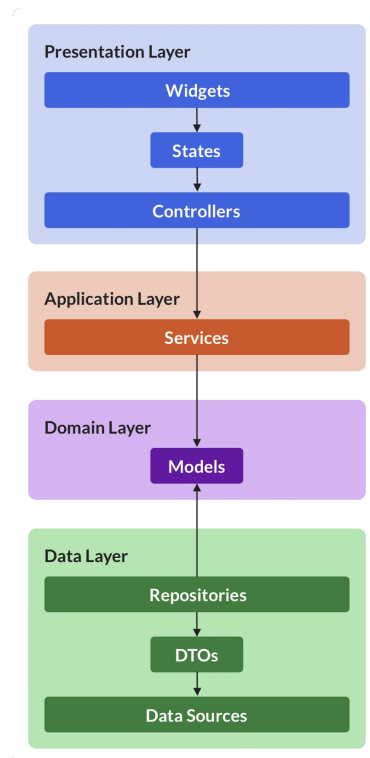 Presentation Layer
Widgets
States
Controllers
Application Layer
Services
Domain Layer
Models
Data Layer
Repositories
DTOs
Data Sources